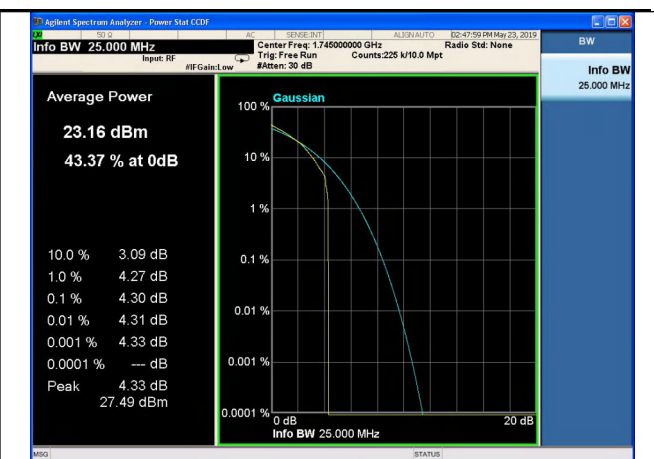 Agilent Spectrum Analyzer - Power Stat CCDF
50 Ω AC SENSE:INT ALIGNAUTO 02:47:59 PM May 23, 2019
Info BW 25.000 MHz
Center Freq: 1.745000000 GHz Radio Std: None
Input: RF Trig: Free Run Counts:225 k/10.0 Mpt
#IFGain:Low #Atten: 30 dB
BW
Info BW
25.000 MHz
Average Power
23.16 dBm
43.37 % at 0dB
10.0 % 3.09 dB
1.0 % 4.27 dB
0.1 % 4.30 dB
0.01 % 4.31 dB
0.001 % 4.33 dB
0.0001 % --- dB
Peak 4.33 dB
27.49 dBm
Gaussian
100 %
10 %
1 %
0.1 %
0.01 %
0.001 %
0.0001 %
0 dB 20 dB
Info BW 25.000 MHz
MSG STATUS